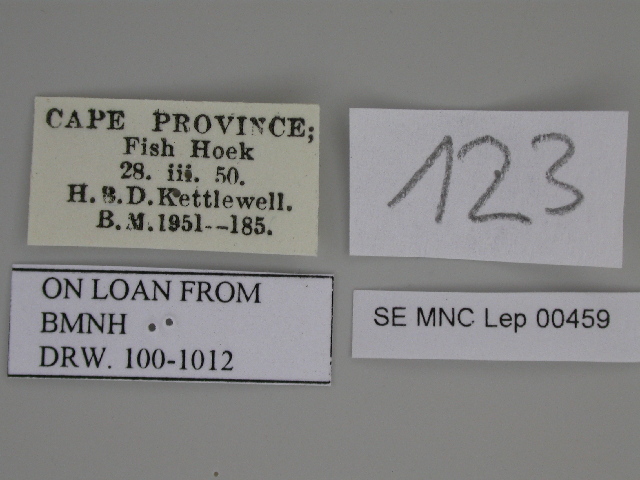 CAPE PROVINCE;
Fish Hoek
28. iii. 50.
H.B.D.Kettlewell.
B.M.1951--185.
123
ON LOAN FROM
BMNH
DRW. 100-1012
SE MNC Lep 00459